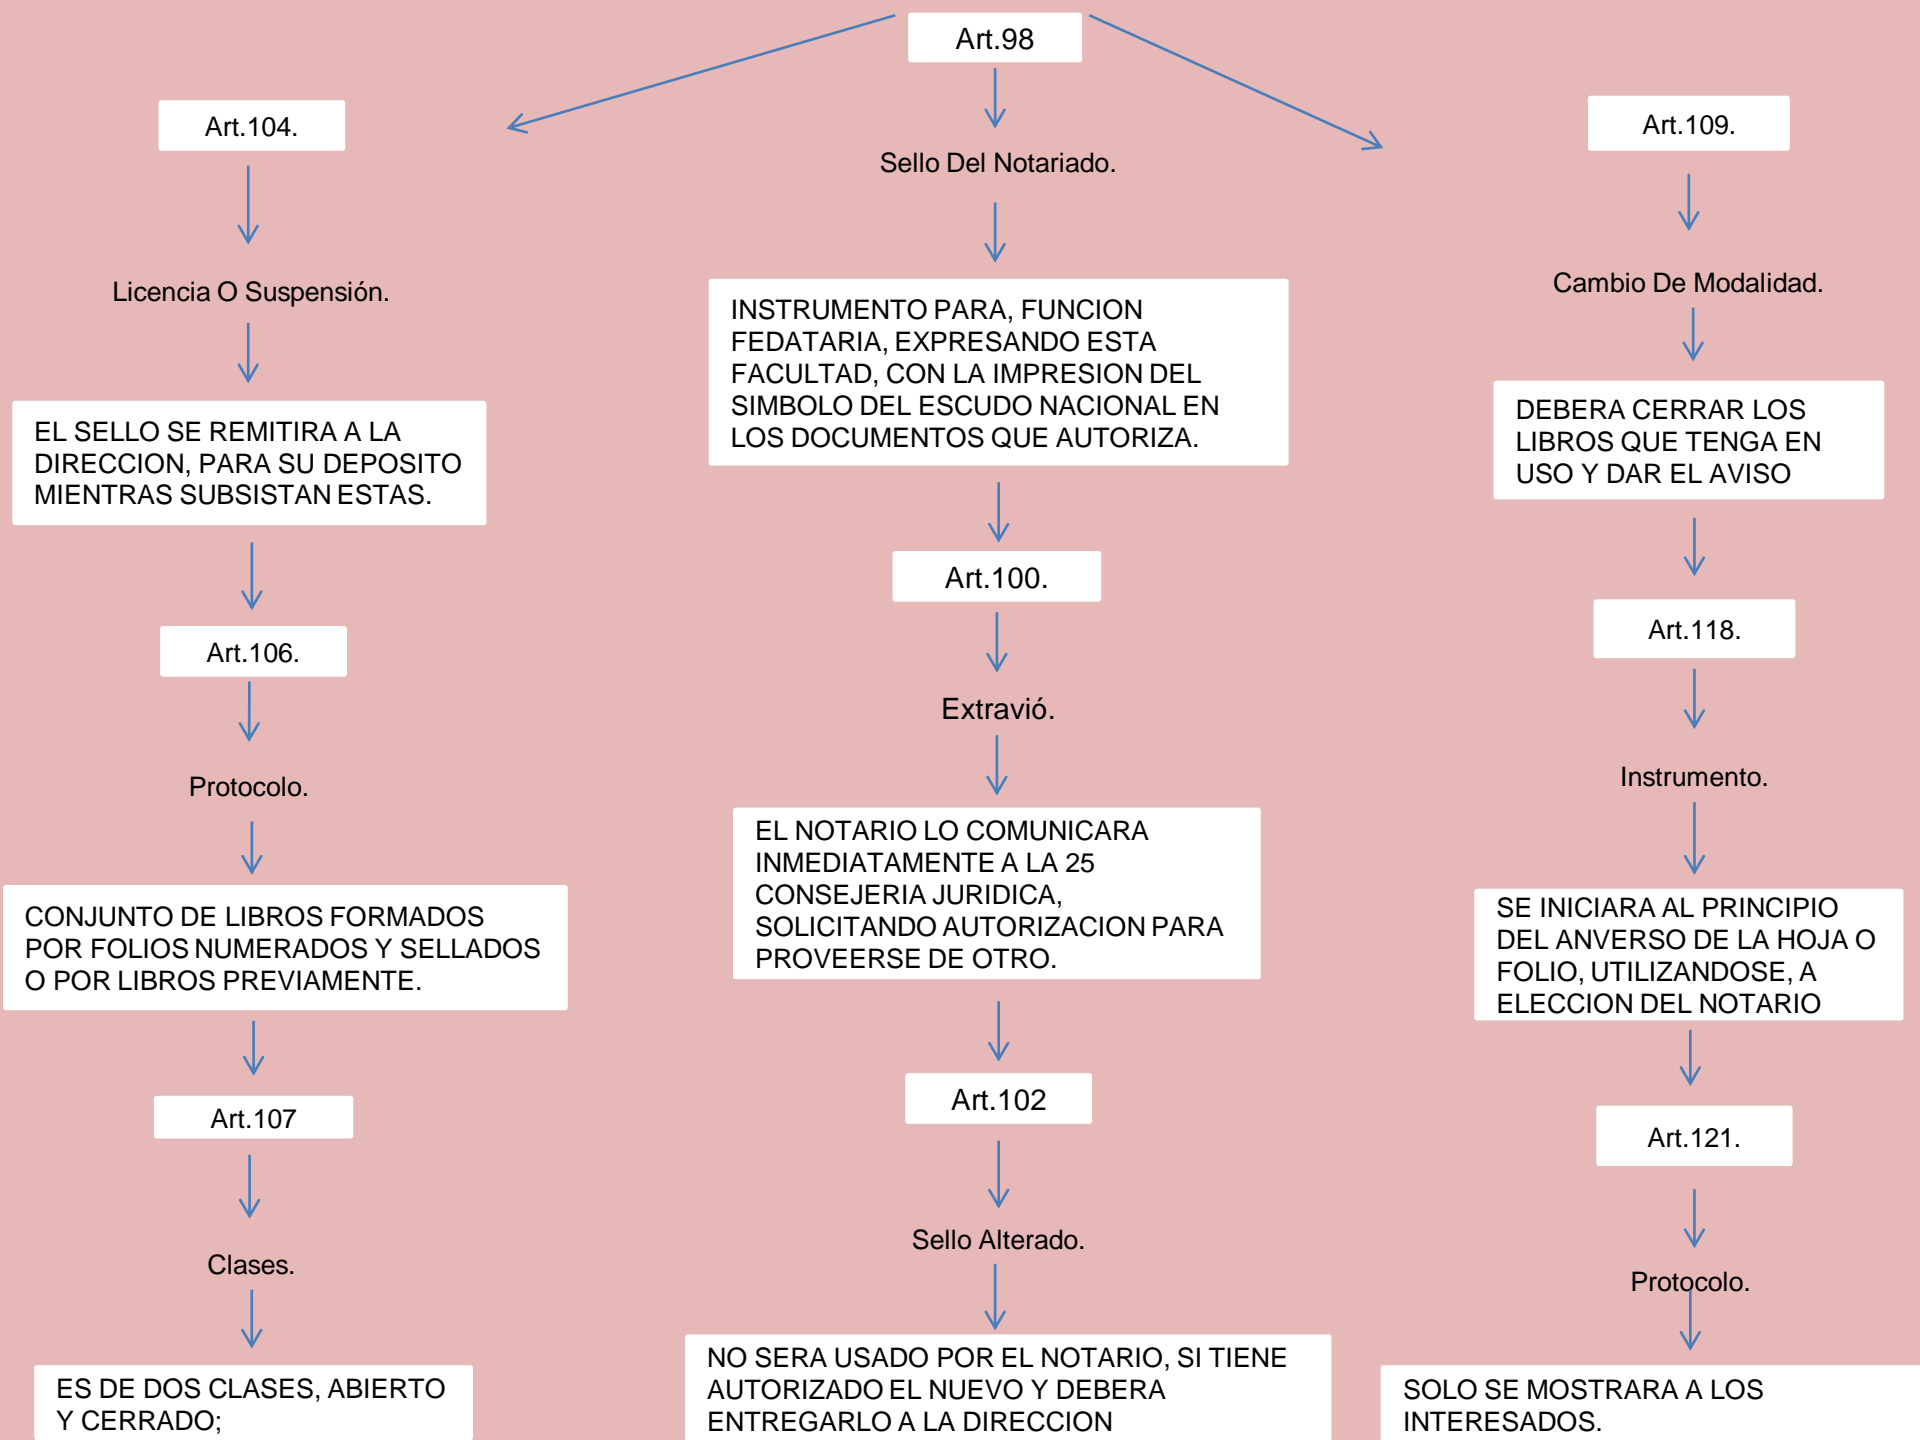 Art.98
Sello Del Notariado.
INSTRUMENTO PARA, FUNCION
FEDATARIA, EXPRESANDO ESTA
FACULTAD, CON LA IMPRESION DEL
SIMBOLO DEL ESCUDO NACIONAL EN
LOS DOCUMENTOS QUE AUTORIZA.
Art.100.
Extravió.
EL NOTARIO LO COMUNICARA
INMEDIATAMENTE A LA 25
CONSEJERIA JURIDICA,
SOLICITANDO AUTORIZACION PARA
PROVEERSE DE OTRO.
Art.102
Sello Alterado.
NO SERA USADO POR EL NOTARIO, SI TIENE
AUTORIZADO EL NUEVO Y DEBERA
ENTREGARLO A LA DIRECCION
Art.104.
Licencia O Suspensión.
EL SELLO SE REMITIRA A LA
DIRECCION, PARA SU DEPOSITO
MIENTRAS SUBSISTAN ESTAS.
Art.106.
Protocolo.
CONJUNTO DE LIBROS FORMADOS
POR FOLIOS NUMERADOS Y SELLADOS
O POR LIBROS PREVIAMENTE.
Art.107
Clases.
ES DE DOS CLASES, ABIERTO
Y CERRADO;
Art.109.
Cambio De Modalidad.
DEBERA CERRAR LOS
LIBROS QUE TENGA EN
USO Y DAR EL AVISO
Art.118.
Instrumento.
SE INICIARA AL PRINCIPIO
DEL ANVERSO DE LA HOJA O
FOLIO, UTILIZANDOSE, A
ELECCION DEL NOTARIO
Art.121.
Protocolo.
SOLO SE MOSTRARA A LOS
INTERESADOS.